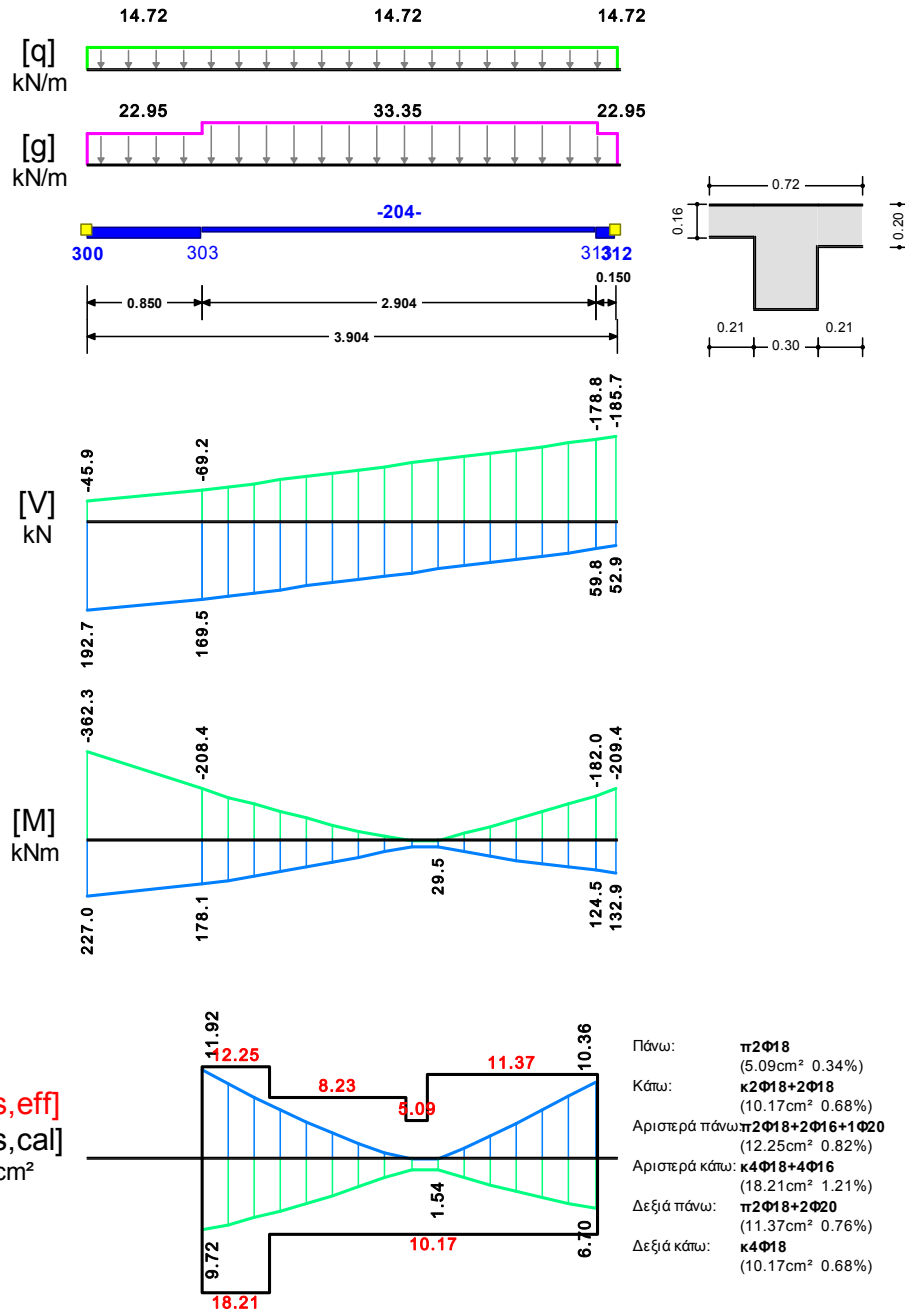 14.72 14.72 14.72
[q]
kN/m
22.95 33.35 22.95
[g]
kN/m
-204-
300 303 312
0.850 2.904 0.150
3.904
0.72
0.16
0.20
0.21 0.30 0.21
-45.9 -69.2 -178.8 -185.7
[V]
kN
192.7 169.5 59.8 52.9
-362.3 -208.4 -182.0 -209.4
[M]
kNm
227.0 178.1 29.5 124.5 132.9
11.92 12.25 8.23 5.09 11.37 10.36
s,eff]
s,cal]
cm²
9.72 1.54 10.17 6.70
18.21
Πάνω: π2Φ18
(5.09cm² 0.34%)
Κάτω: κ2Φ18+2Φ18
(10.17cm² 0.68%)
Αριστερά πάνω: π2Φ18+2Φ16+1Φ20
(12.25cm² 0.82%)
Αριστερά κάτω: κ4Φ18+4Φ16
(18.21cm² 1.21%)
Δεξιά πάνω: π2Φ18+2Φ20
(11.37cm² 0.76%)
Δεξιά κάτω: κ4Φ18
(10.17cm² 0.68%)